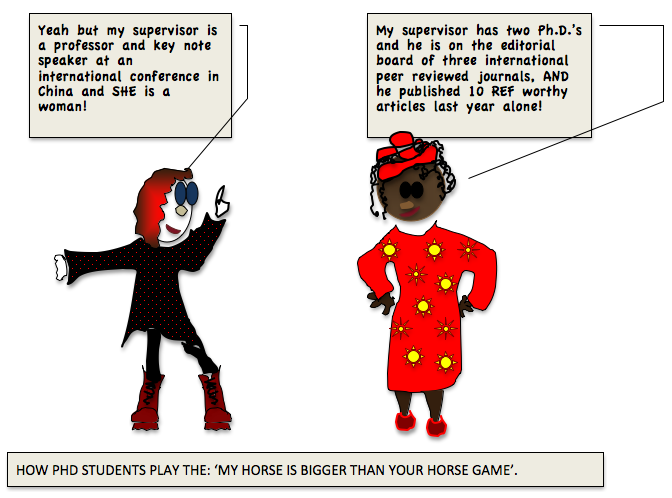 Yeah but my supervisor is
a professor and key note
speaker at an
international conference in
China and SHE is a
woman!
My supervisor has two Ph.D.'s
and he is on the editorial
board of three international
peer reviewed journals, AND
he published 10 REF worthy
articles last year alone!
HOW PHD STUDENTS PLAY THE: ‘MY HORSE IS BIGGER THAN YOUR HORSE GAME’.